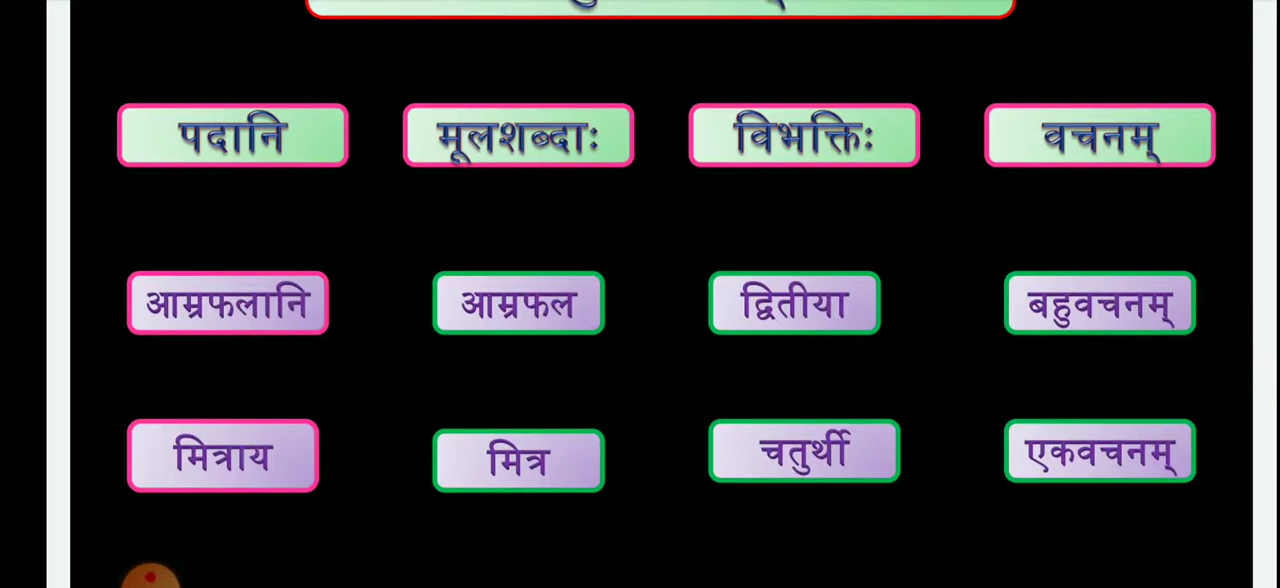 पदानि मूलशब्दाः विभक्तिः वचनम्
आम्रफलानि आम्रफल द्वितीया बहुवचनम्
मित्राय मित्र चतुर्थी एकवचनम्